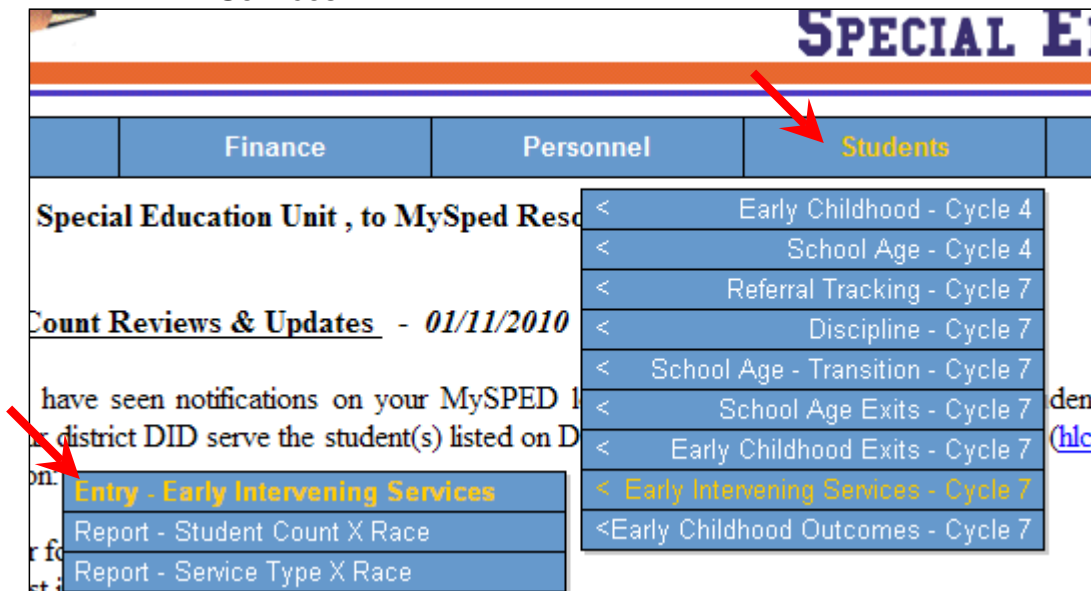 SPECIAL
Finance Personnel Students
Special Education Unit , to MySped
< Early Childhood - Cycle 4
< School Age - Cycle 4
< Referral Tracking - Cycle 7
Count Reviews & Updates - 01/11/2010
< Discipline - Cycle 7
< School Age - Transition - Cycle 7
have seen notifications on your MySPED
< School Age Exits - Cycle 7
district DID serve the student(s) listed on
< Early Childhood Exits - Cycle 7
(hlc
< Early Intervening Services - Cycle 7
<Early Childhood Outcomes - Cycle 7
Entry - Early Intervening Services
Report - Student Count X Race
Report - Service Type X Race